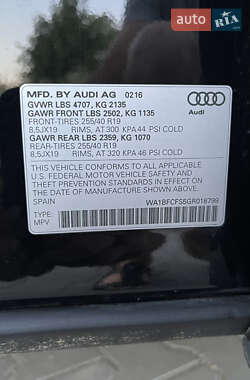 MFD. BY AUDI AG 02/16
GVWR LBS 4707, KG 2135
GAWR FRONT LBS 2502, KG 1135
FRONT-TIRES 255/40 R19
8,5JX19 RIMS, AT 300 KPA 44 PSI COLD
GAWR REAR LBS 2359, KG 1070
REAR-TIRES 255/40 R19
8,5JX19 RIMS, AT 320 KPA 46 PSI COLD
Audi
THIS VEHICLE CONFORMS TO ALL APPLICABLE
U.S. FEDERAL MOTOR VEHICLE SAFETY
AND THEFT PREVENTION STANDARDS IN
EFFECT ON THE DATE OF MANUFACTURE
SHOWN ABOVE.
SPAIN
TYPE: WA1BFCFS5GR018799
MPV